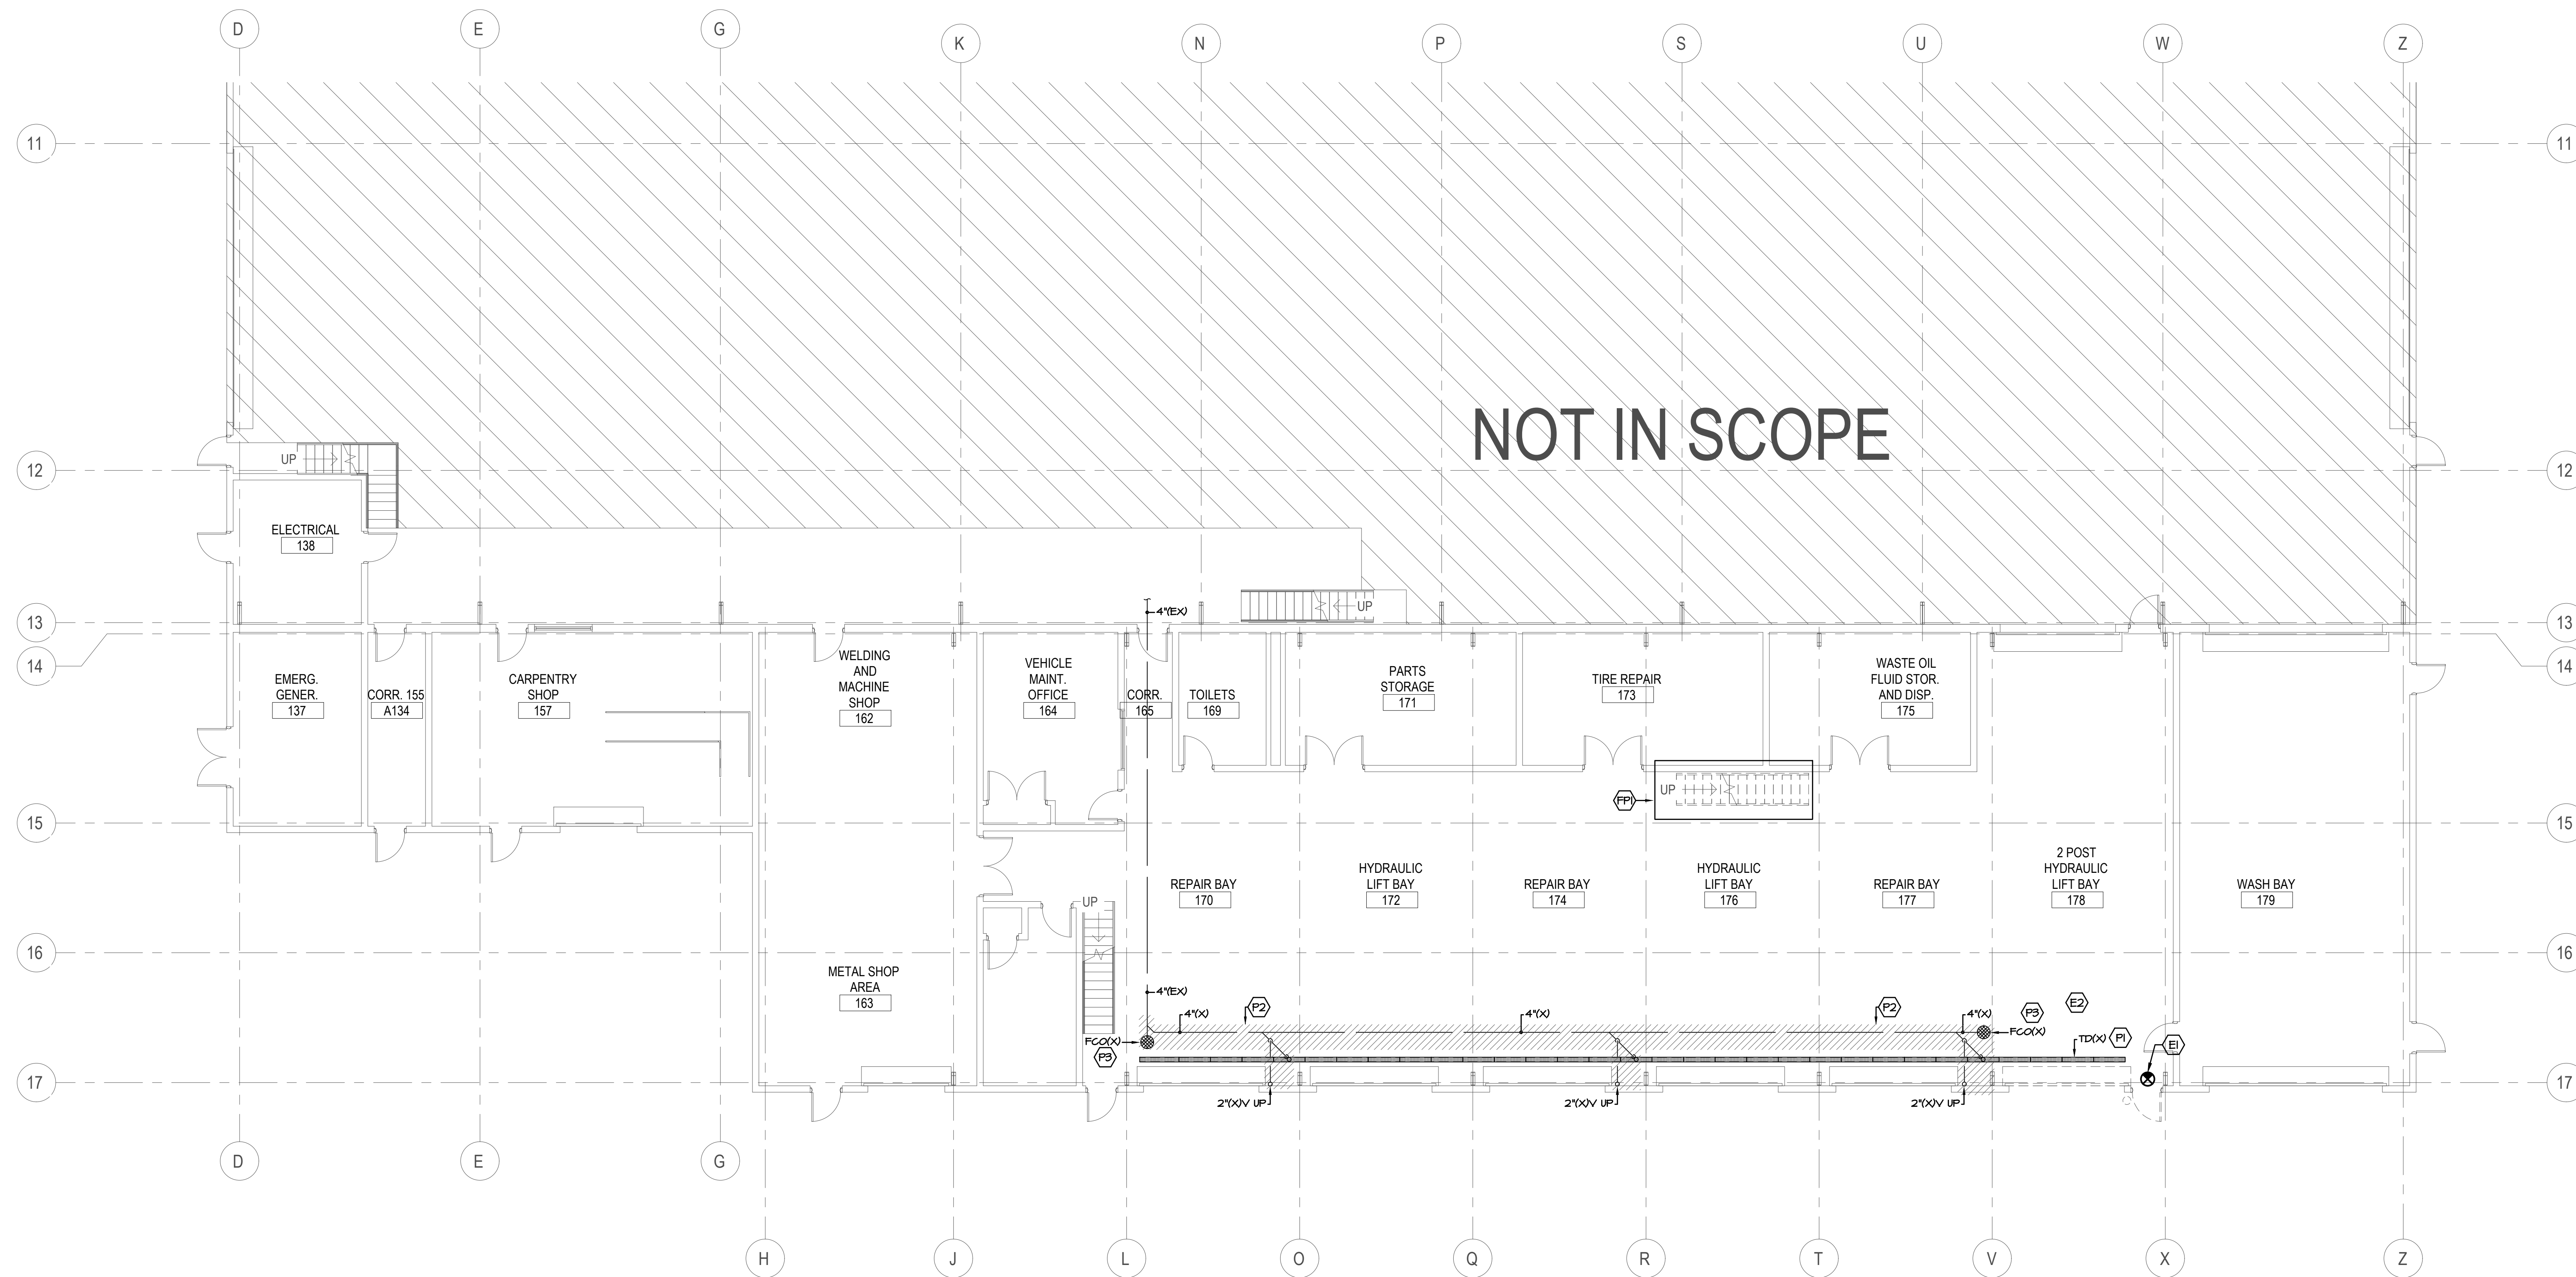 D
E
G
K
N
P
S
U
W
Z
11
11
NOT IN SCOPE
UP
12
12
ELECTRICAL
138
4"(EX)
UP
13
13
14
14
EMERG.
GENER.
137
CORR. 155
A134
CARPENTRY
SHOP
157
WELDING
AND
MACHINE
SHOP
162
VEHICLE
MAINT.
OFFICE
164
CORR.
165
TOILETS
169
PARTS
STORAGE
171
TIRE REPAIR
173
WASTE OIL
FLUID STOR.
AND DISP.
175
UP
FP1
15
15
REPAIR BAY
170
HYDRAULIC
LIFT BAY
172
REPAIR BAY
174
HYDRAULIC
LIFT BAY
176
REPAIR BAY
177
2 POST
HYDRAULIC
LIFT BAY
178
WASH BAY
179
UP
16
16
METAL SHOP
AREA
163
4"(EX)
4"(X)
P2
4"(X)
P2
4"(X)
P3
E2
FCO(X)
P3
FCO(X)
TD(X)
P1
E1
17
17
2"(X)V UP
2"(X)V UP
2"(X)V UP
D
E
G
H
J
L
O
Q
R
T
V
X
Z